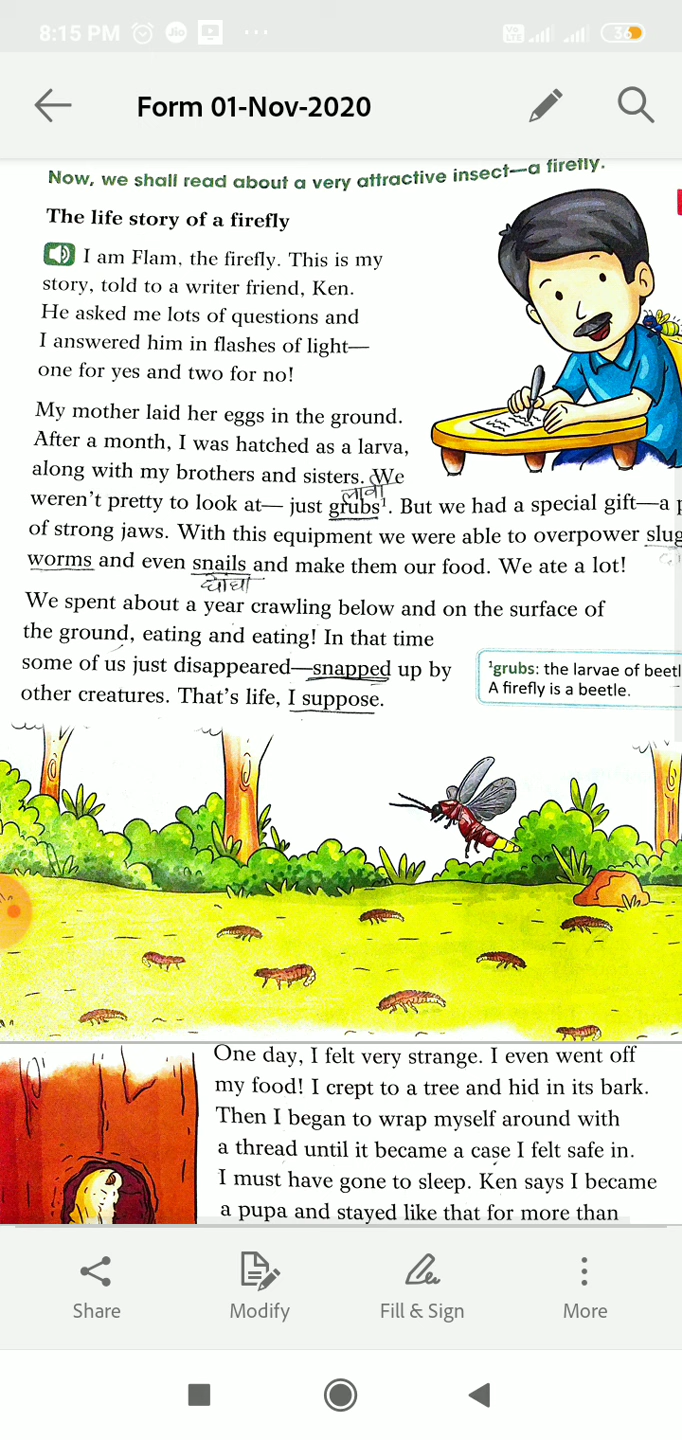 8:15 PM
Jio
Vo LTE
36
Form 01-Nov-2020
Now, we shall read about a very attractive insect—a firefly.
The life story of a firefly
I am Flam, the firefly. This is my
story, told to a writer friend, Ken.
He asked me lots of questions and
I answered him in flashes of light—
one for yes and two for no!
My mother laid her eggs in the ground.
After a month, I was hatched as a larva,
along with my brothers and sisters. We
लार्वा
weren't pretty to look at— just grubs¹. But we had a special gift—a p
of strong jaws. With this equipment we were able to overpower slug
worms and even snails and make them our food. We ate a lot!
घोंघा
We spent about a year crawling below and on the surface of
the ground, eating and eating! In that time
some of us just disappeared—snapped up by
other creatures. That's life, I suppose.
¹grubs: the larvae of beetl
A firefly is a beetle.
One day, I felt very strange. I even went off
my food! I crept to a tree and hid in its bark.
Then I began to wrap myself around with
a thread until it became a case I felt safe in.
I must have gone to sleep. Ken says I became
a pupa and stayed like that for more than
Share
Modify
Fill & Sign
More